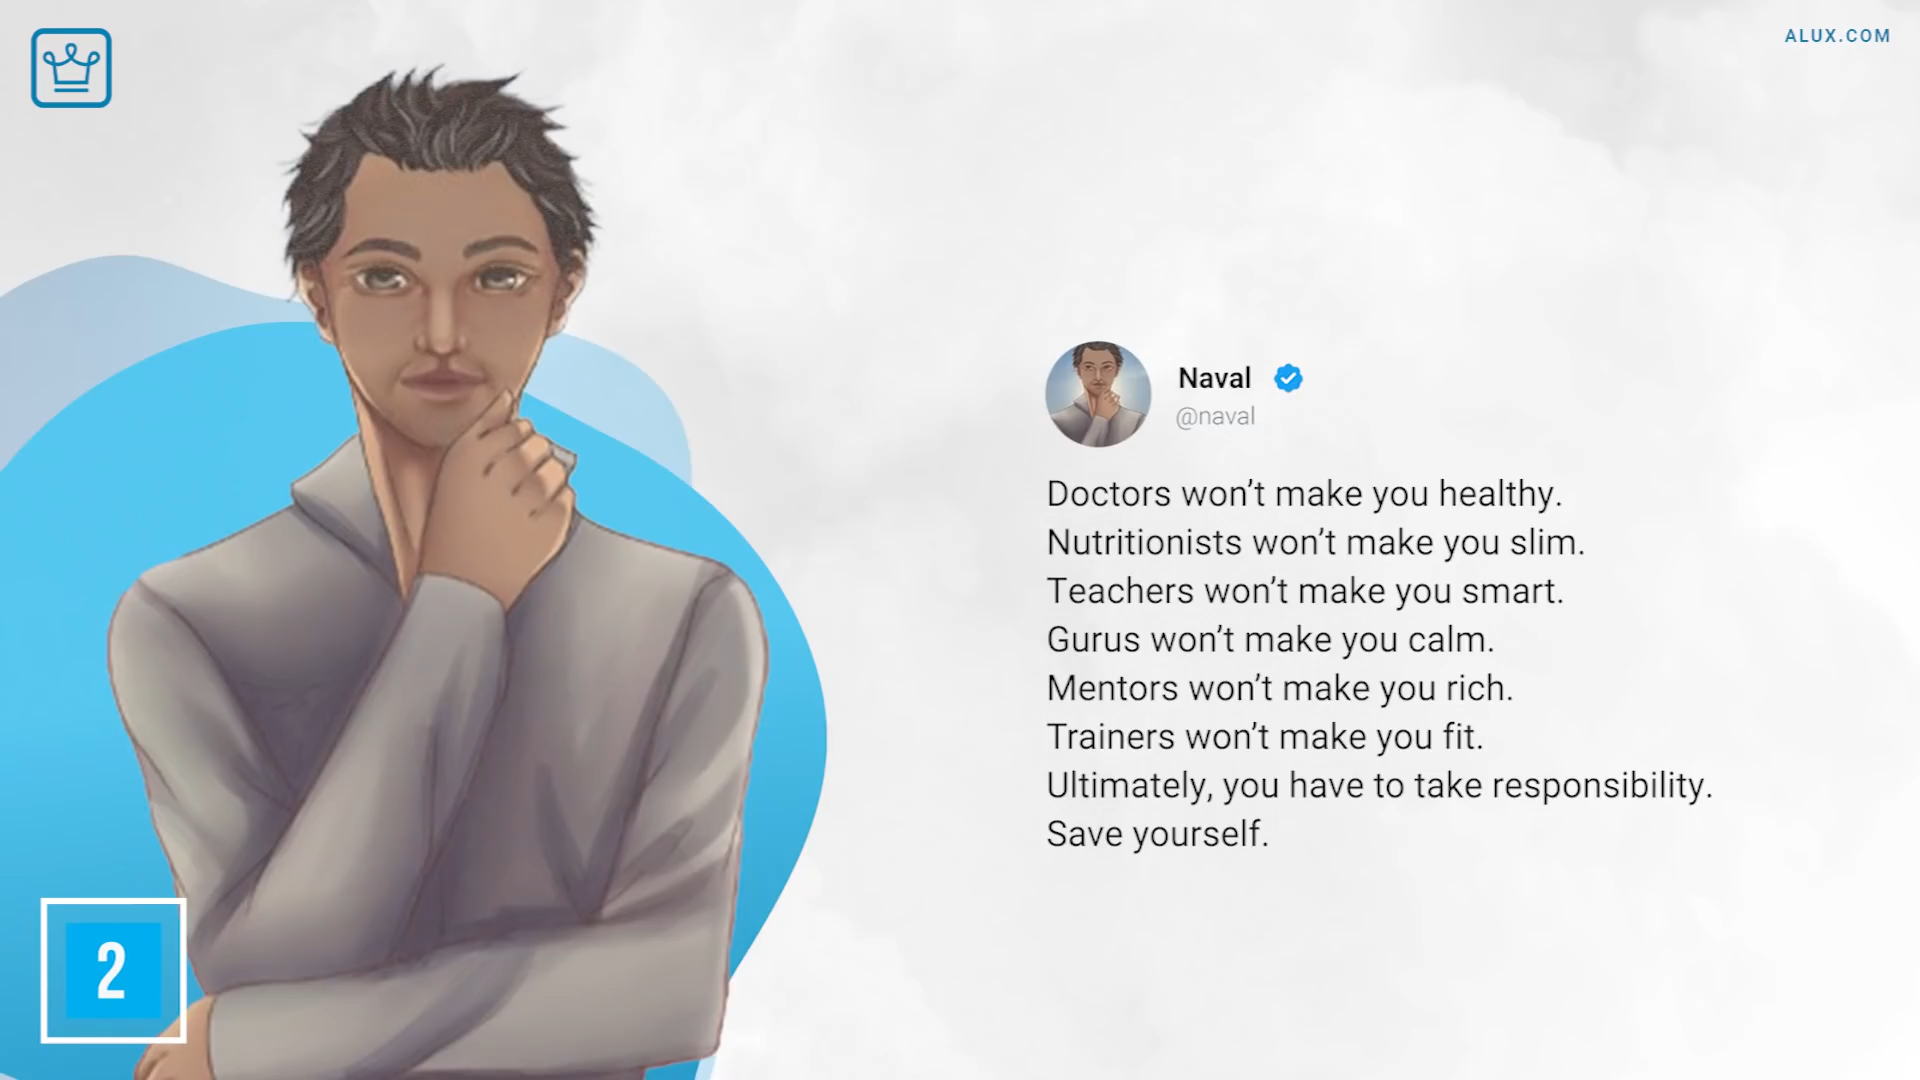 ALUX.COM
Naval
@naval
Doctors won’t make you healthy.
Nutritionists won’t make you slim.
Teachers won’t make you smart.
Gurus won’t make you calm.
Mentors won’t make you rich.
Trainers won’t make you fit.
Ultimately, you have to take responsibility.
Save yourself.
2